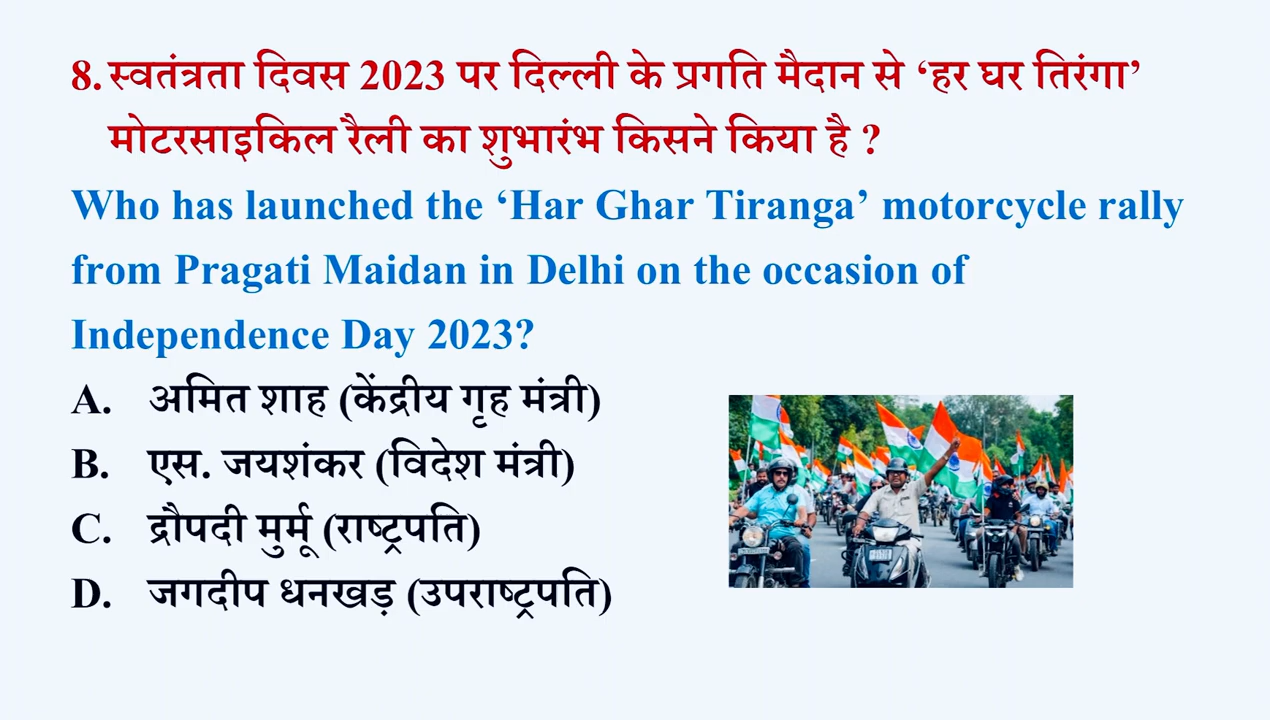 8. स्वतंत्रता दिवस 2023 पर दिल्ली के प्रगति मैदान से ‘हर घर तिरंगा’
मोटरसाइकिल रैली का शुभारंभ किसने किया है ?
Who has launched the ‘Har Ghar Tiranga’ motorcycle rally
from Pragati Maidan in Delhi on the occasion of
Independence Day 2023?
A. अमित शाह (केंद्रीय गृह मंत्री)
B. एस. जयशंकर (विदेश मंत्री)
C. द्रौपदी मुर्मू (राष्ट्रपति)
D. जगदीप धनखड़ (उपराष्ट्रपति)